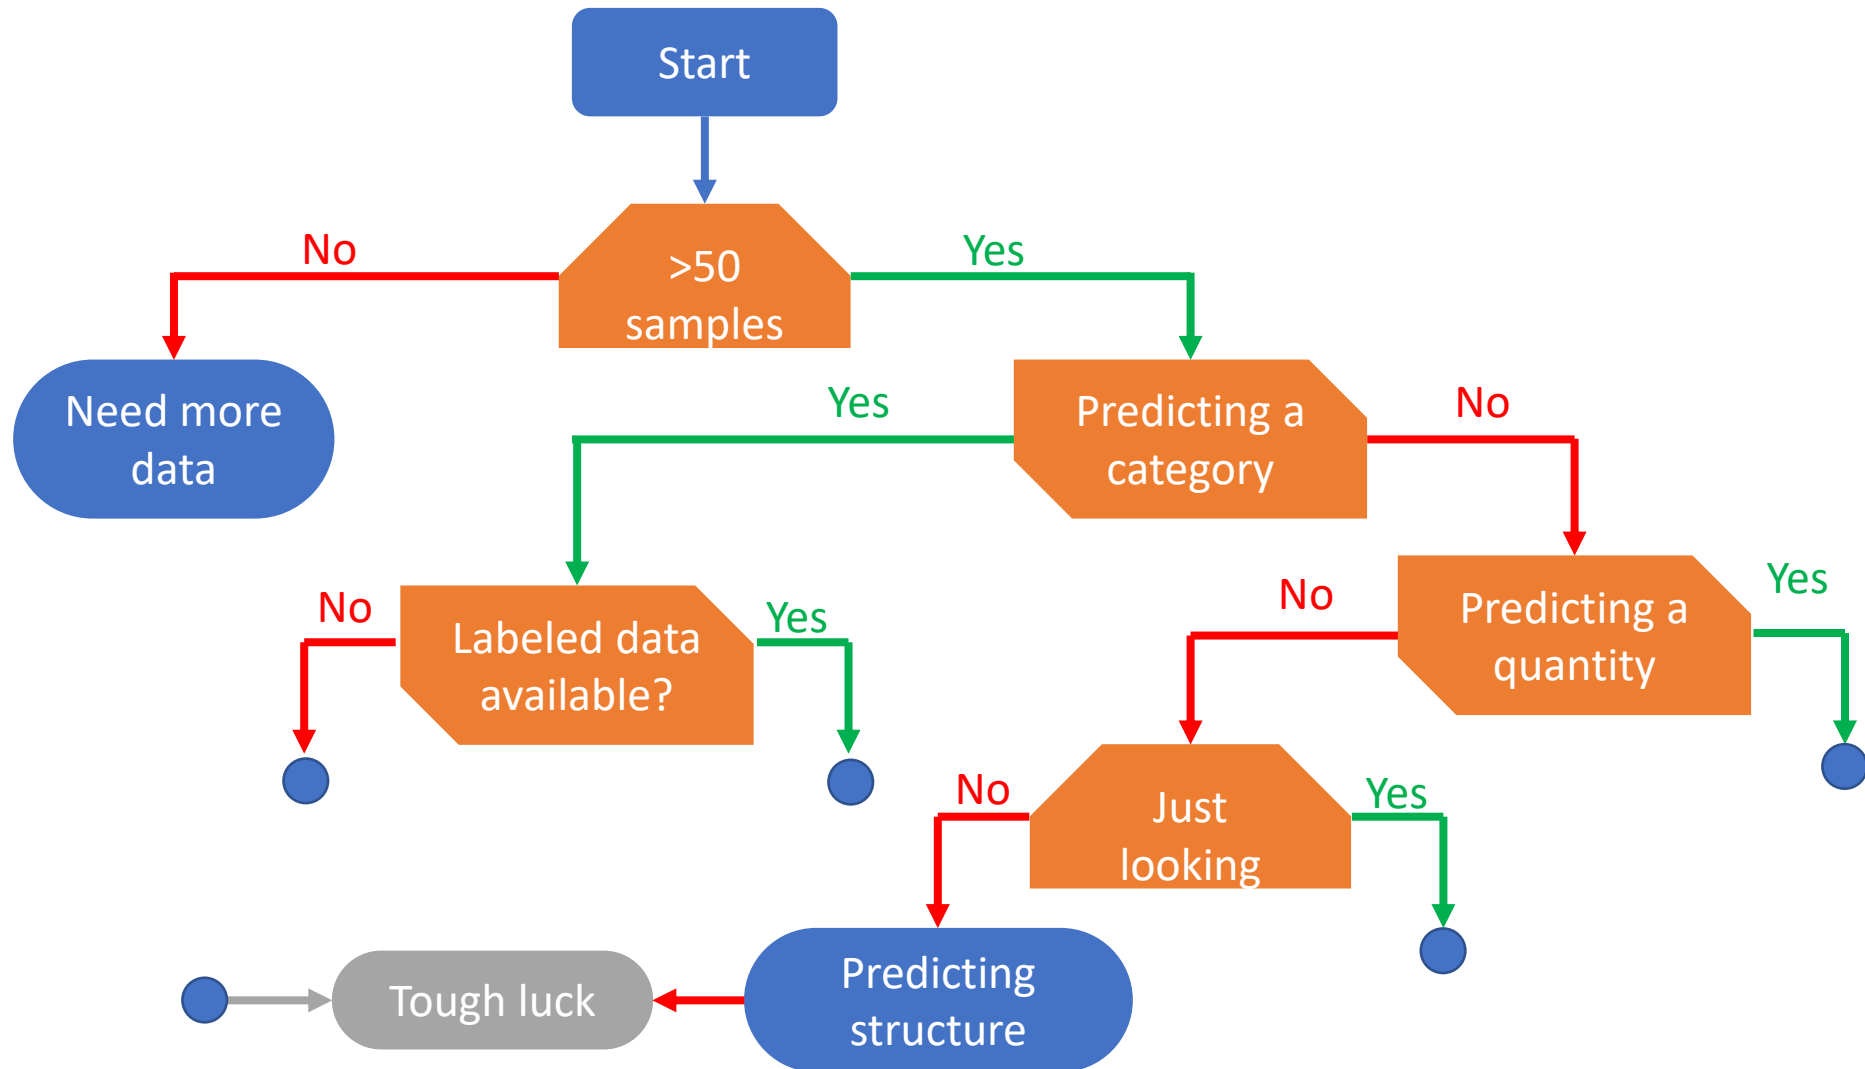 Start
No
>50
samples
Yes
Need more
data
Yes
Predicting a
category
No
No
Labeled data
available?
Yes
No
Predicting a
quantity
Yes
No
Just
looking
Yes
Tough luck
Predicting
structure